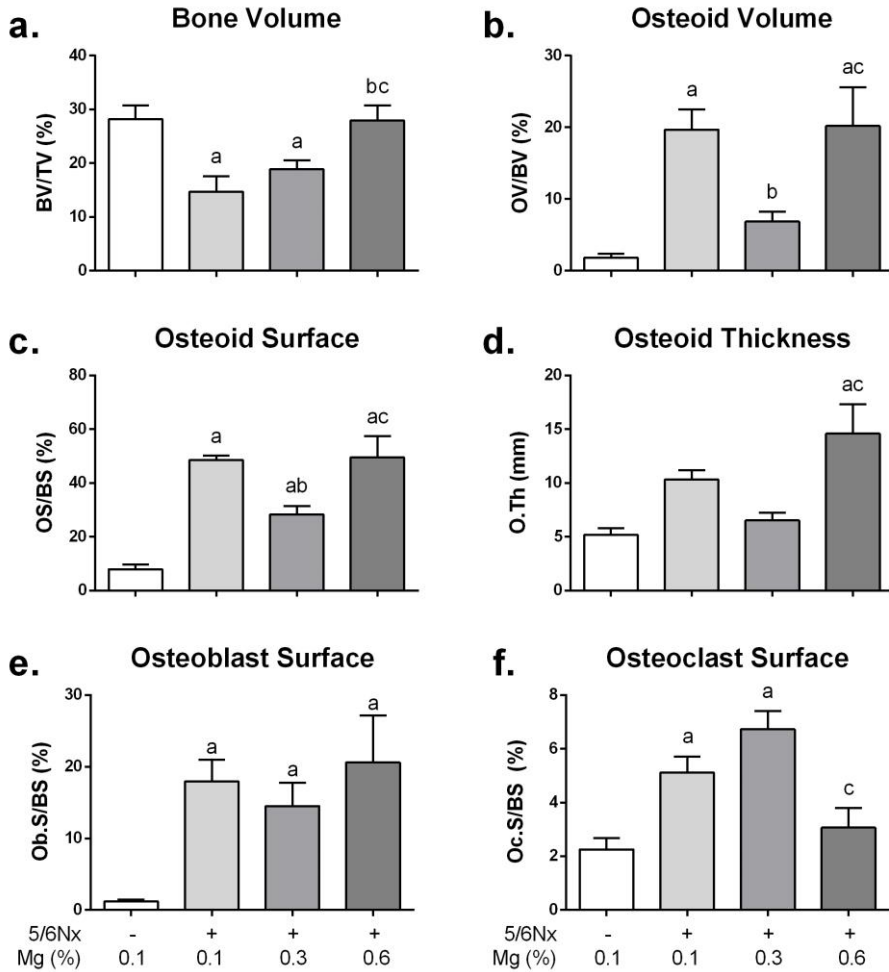 a. Bone Volume
BV/TV (%)
40
30
20
10
0
a
a
bc
b. Osteoid Volume
OV/BV (%)
30
20
10
0
a
b
ac
c. Osteoid Surface
OS/BS (%)
80
60
40
20
0
a
ab
ac
d. Osteoid Thickness
O.Th (mm)
20
15
10
5
0
ac
e. Osteoblast Surface
Ob.S/BS (%)
30
20
10
0
a
a
a
5/6Nx - + + +
Mg (%) 0.1 0.1 0.3 0.6
f. Osteoclast Surface
Oc.S/BS (%)
8
6
4
2
0
a
a
c
5/6Nx - + + +
Mg (%) 0.1 0.1 0.3 0.6